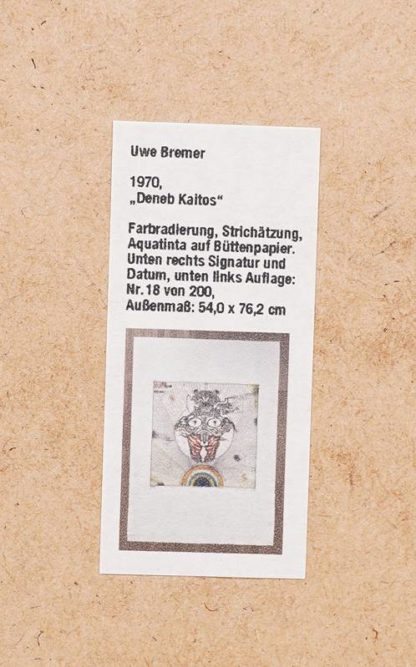 Uwe Bremer
1970,
„Deneb Kaitos“
Farbradierung, Strichätzung,
Aquatinta auf Büttenpapier.
Unten rechts Signatur und
Datum, unten links Auflage:
Nr. 18 von 200,
Außenmaß: 54,0 x 76,2 cm